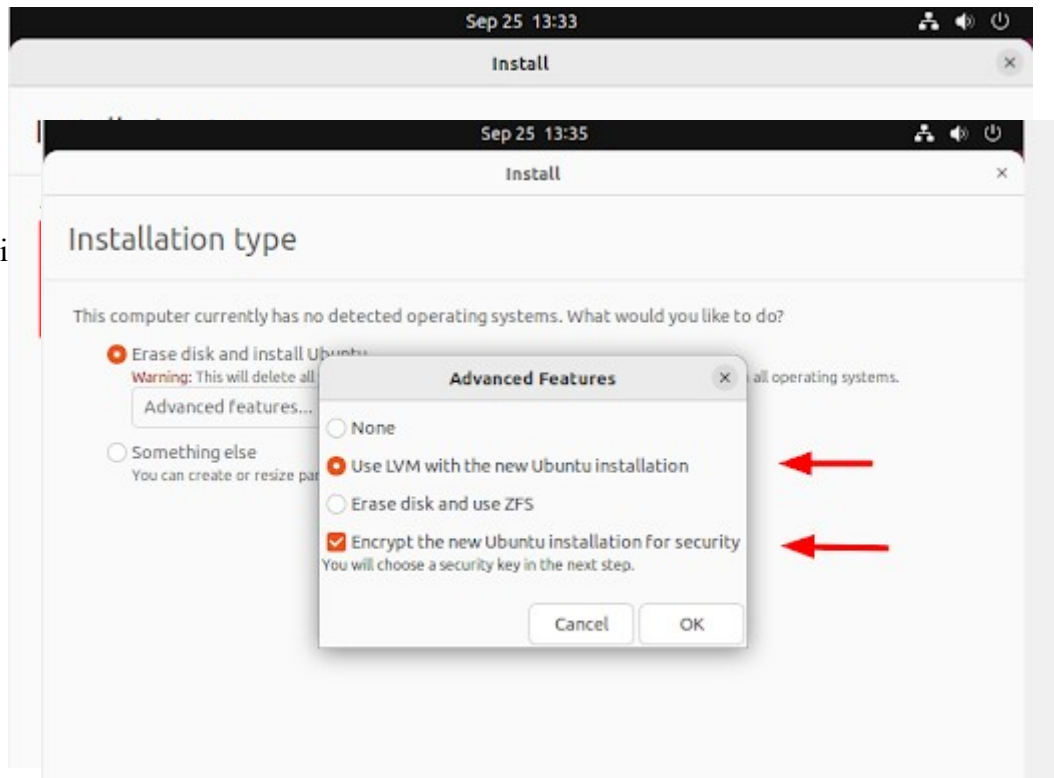 Sep 25 13:33
Install
i
Sep 25 13:35
Install
Installation type
This computer currently has no detected operating systems. What would you like to do?
Erase disk and install Ubuntu
Warning: This will delete all all operating systems.
Advanced features...
Something else
You can create or resize
Advanced Features
None
Use LVM with the new Ubuntu installation
Erase disk and use ZFS
Encrypt the new Ubuntu installation for security
You will choose a security key in the next step.
Cancel OK